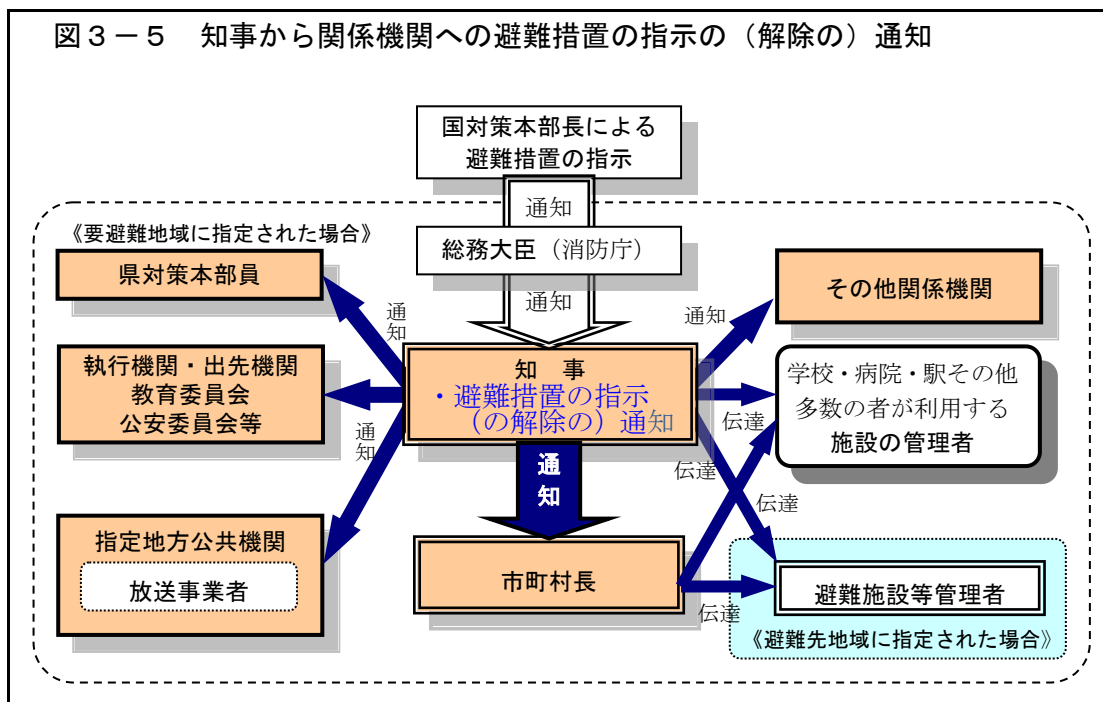 図3-5 知事から関係機関への避難措置の指示の(解除の)通知
国対策本部長による
避難措置の指示
通知
《要避難地域に指定された場合》
総務大臣(消防庁)
通知
県対策本部員
通知
その他関係機関
通知
執行機関・出先機関
教育委員会
公安委員会等
知 事
・避難措置の指示
(の解除の)通知
学校・病院・駅その他
多数の者が利用する
施設の管理者
伝達
通知
通知
伝達
伝達
指定地方公共機関
放送事業者
市町村長
伝達
避難施設等管理者
《避難先地域に指定された場合》